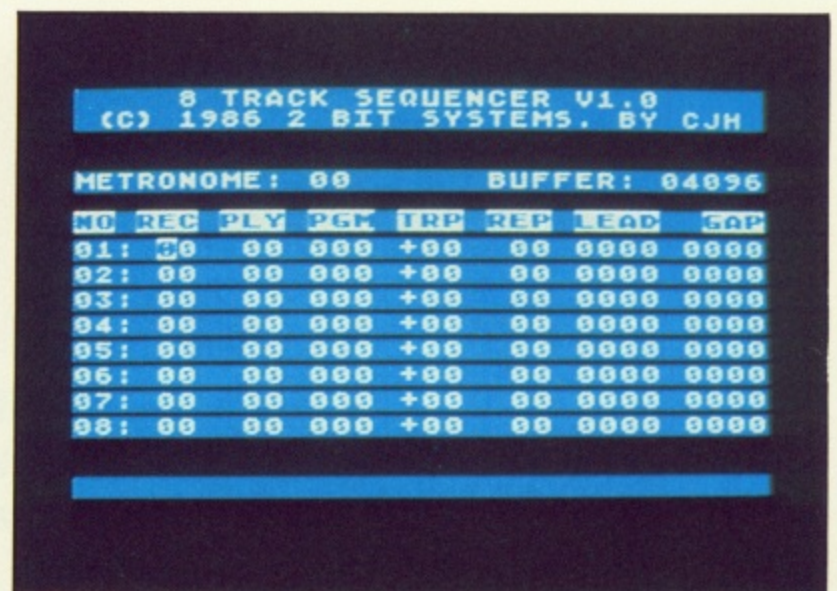 8 TRACK SEQUENCER V1.0
(C) 1986 2 BIT SYSTEMS. BY CJH
METRONOME: 00 BUFFER: 04096
NO REC PLY PGM TRP REP LEAD GAP
01: 00 00 000 +00 00 0000 0000
02: 00 00 000 +00 00 0000 0000
03: 00 00 000 +00 00 0000 0000
04: 00 00 000 +00 00 0000 0000
05: 00 00 000 +00 00 0000 0000
06: 00 00 000 +00 00 0000 0000
07: 00 00 000 +00 00 0000 0000
08: 00 00 000 +00 00 0000 0000